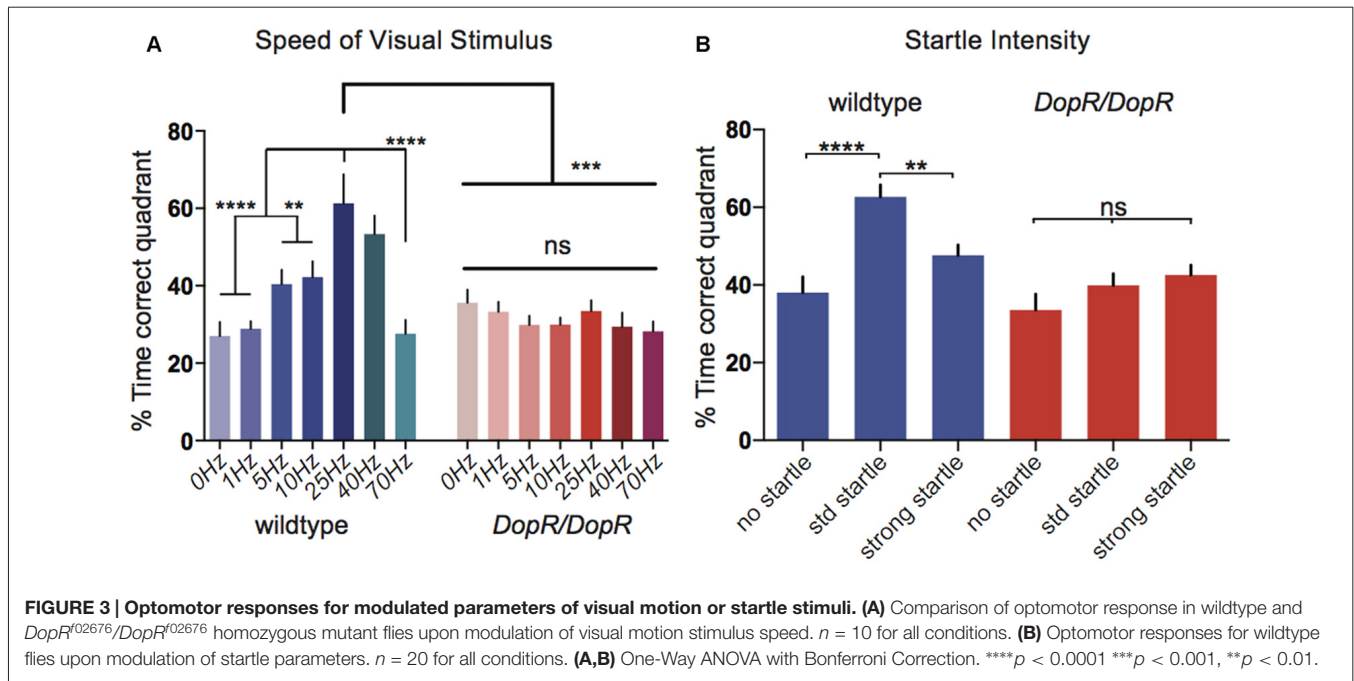 A Speed of Visual Stimulus
% Time correct quadrant
80
60
40
20
0
****
**
****
***
ns
0Hz 1Hz 5Hz 10Hz 25Hz 40Hz 70Hz
0Hz 1Hz 5Hz 10Hz 25Hz 40Hz 70Hz
wildtype DopR/DopR
B Startle Intensity
wildtype DopR/DopR
% Time correct quadrant
80
60
40
20
0
****
**
ns
no startle std startle strong startle no startle std startle strong startle
FIGURE 3 | Optomotor responses for modulated parameters of visual motion or startle stimuli. (A) Comparison of optomotor response in wildtype and
DopRf02676/DopRf02676 homozygous mutant flies upon modulation of visual motion stimulus speed. n = 10 for all conditions. (B) Optomotor responses for wildtype
flies upon modulation of startle parameters. n = 20 for all conditions. (A,B) One-Way ANOVA with Bonferroni Correction. ****p < 0.0001 ***p < 0.001, **p < 0.01.